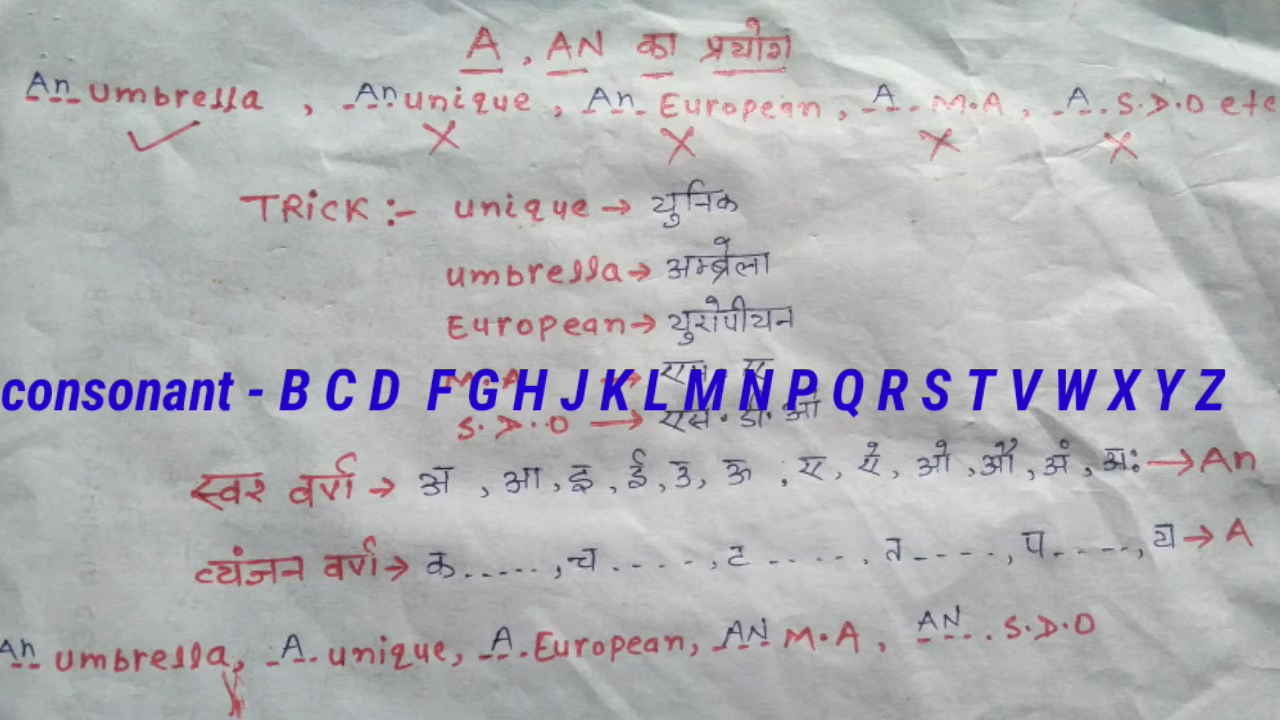 A, AN का प्रयोग
An umbrella, An unique, An European, A M.A, A S.D.O etc
TRiCK :- unique → युनिक
umbrella → अम्ब्रेला
European → युरोपीयन
consonant - B C D F G H J K L M N P Q R S T V W X Y Z
M.A → एम. ए
S.D.O → एस. डी. ओ
स्वर वर्ण → अ, आ, इ, ई, उ, ऊ, ए, ऐ, ओ, औ, अं, अः → An
व्यंजन वर्ण → क....., च....., ट....., त....., प....., य → A
An umbrella, A unique, A European, AN M.A, AN S.D.O